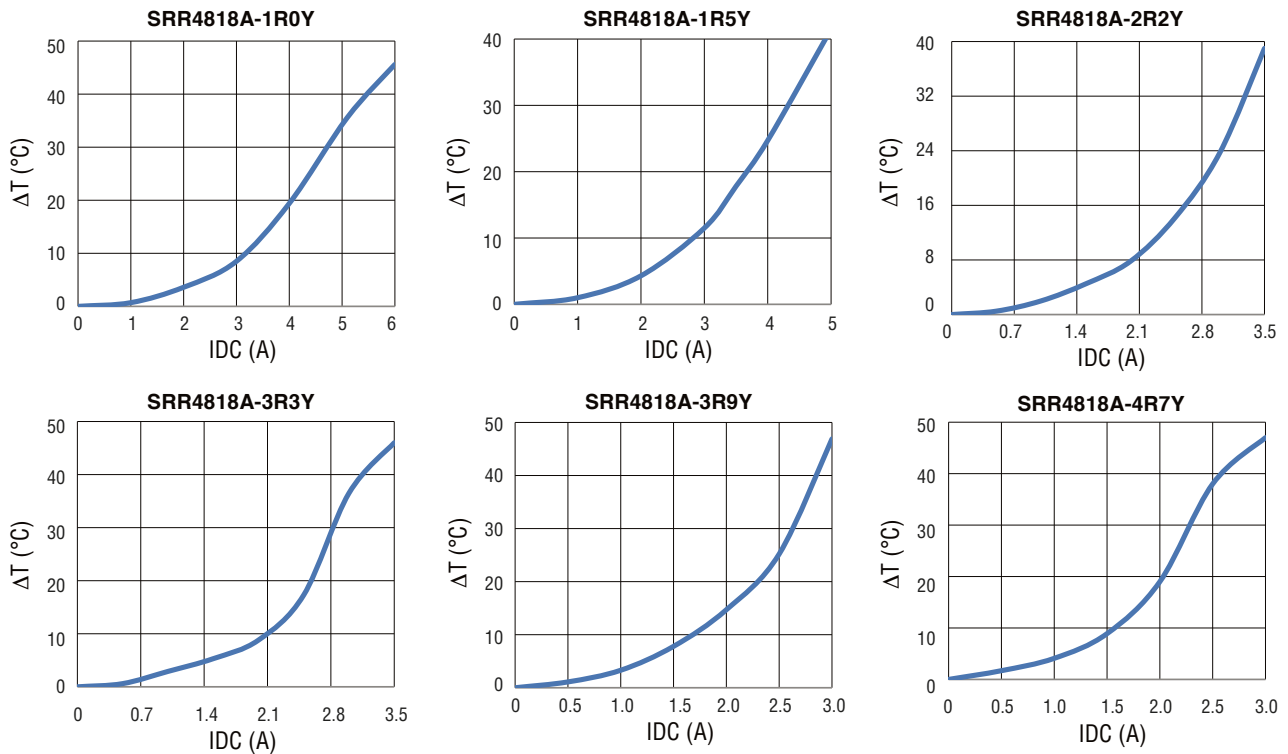 SRR4818A-1R0Y
50
40
30
20
10
0
ΔT (°C)
0 1 2 3 4 5 6
IDC (A)
SRR4818A-1R5Y
40
30
20
10
0
ΔT (°C)
0 1 2 3 4 5
IDC (A)
SRR4818A-2R2Y
40
32
24
16
8
0
ΔT (°C)
0 0.7 1.4 2.1 2.8 3.5
IDC (A)
SRR4818A-3R3Y
50
40
30
20
10
0
ΔT (°C)
0 0.7 1.4 2.1 2.8 3.5
IDC (A)
SRR4818A-3R9Y
50
40
30
20
10
0
ΔT (°C)
0 0.5 1.0 1.5 2.0 2.5 3.0
IDC (A)
SRR4818A-4R7Y
50
40
30
20
10
0
ΔT (°C)
0 0.5 1.0 1.5 2.0 2.5 3.0
IDC (A)